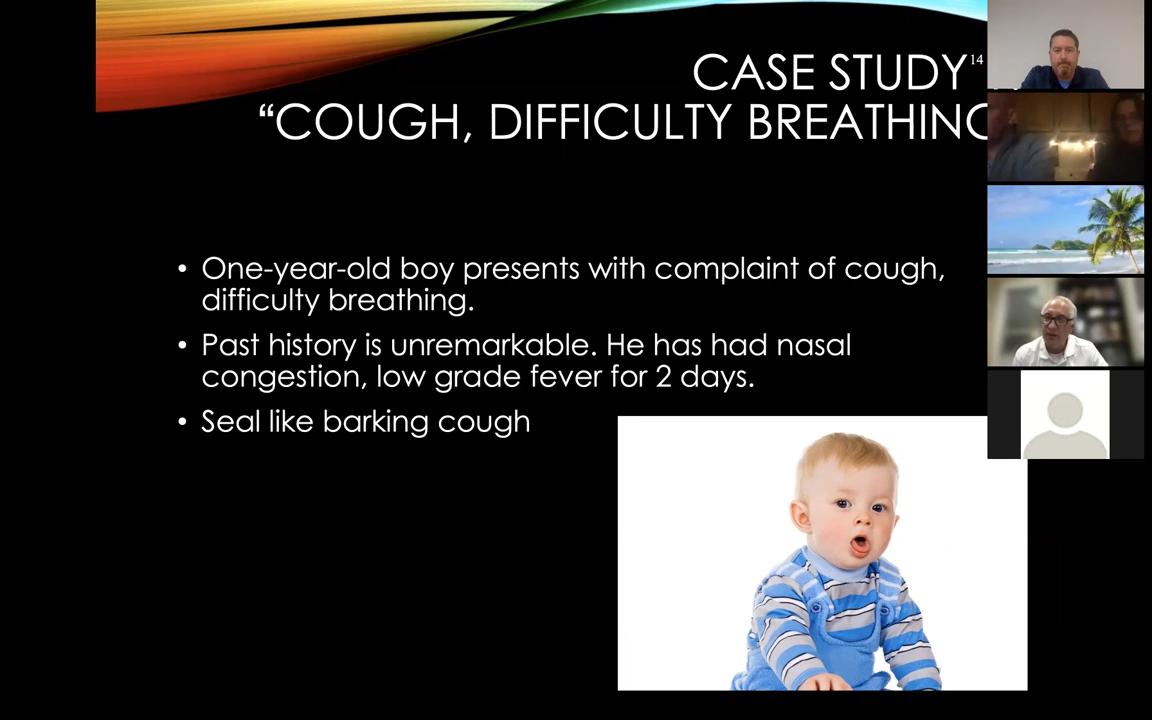 CASE STUDY14
“COUGH, DIFFICULTY BREATHING
• One-year-old boy presents with complaint of cough,
difficulty breathing.
• Past history is unremarkable. He has had nasal
congestion, low grade fever for 2 days.
• Seal like barking cough